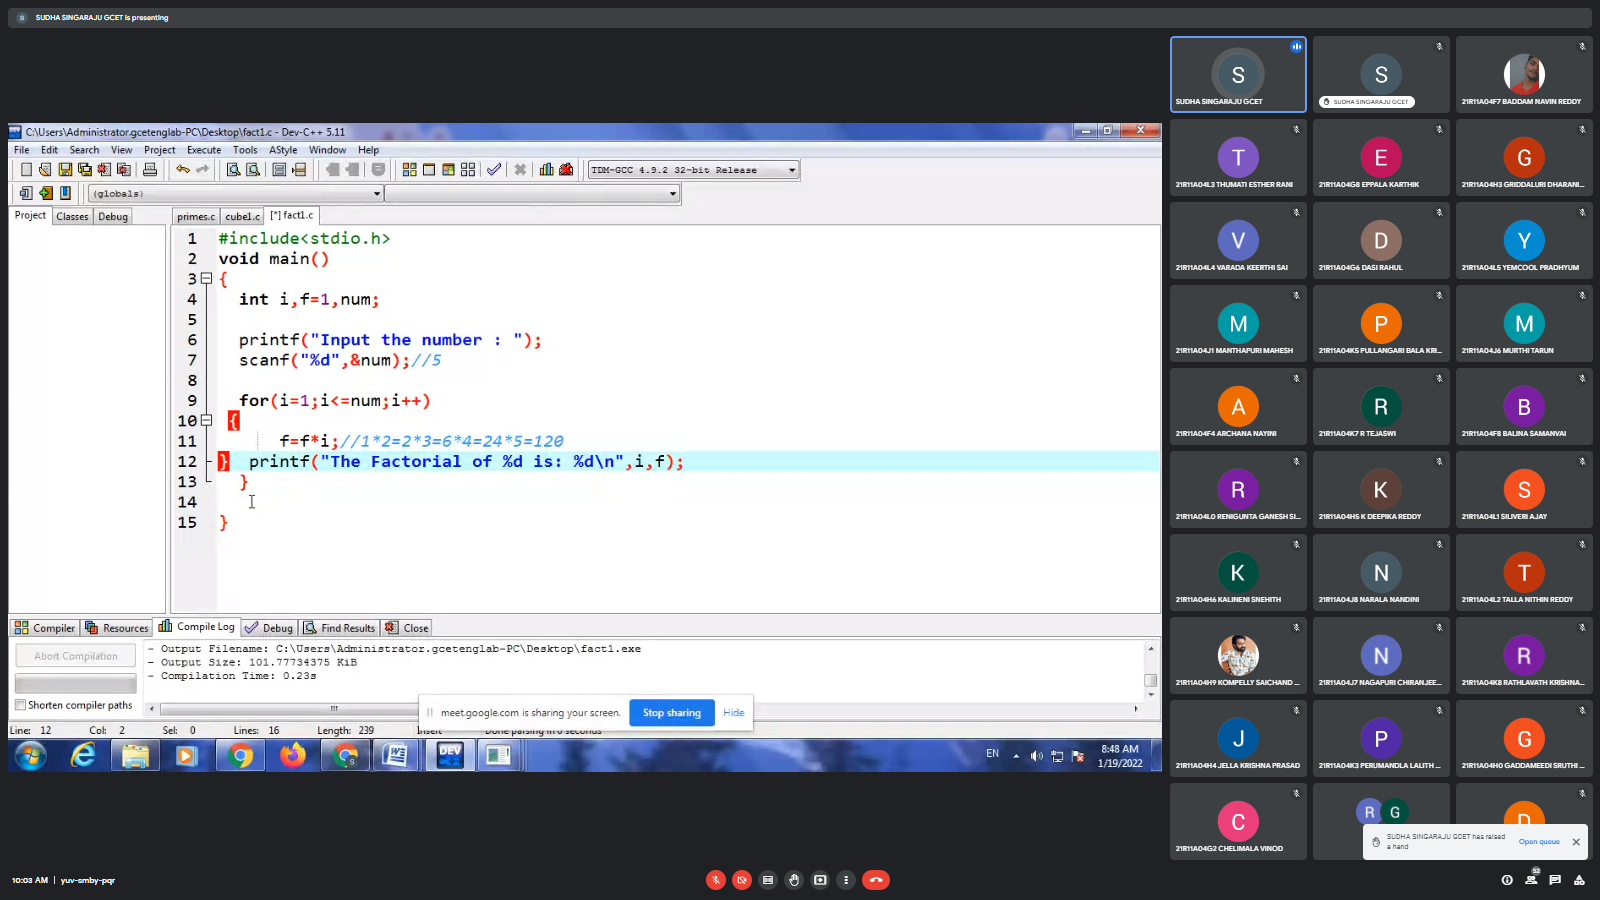 S SUDHA SINGARAJU GCET is presenting
C:\Users\Administrator.gcetenglab-PC\Desktop\fact1.c - Dev-C++ 5.11
File Edit Search View Project Execute Tools AStyle Window Help
TDM-GCC 4.9.2 32-bit Release
(globals)
Project Classes Debug
primes.c cube1.c [*] fact1.c
1 #include<stdio.h>
2 void main()
3 {
4 int i,f=1,num;
5
6 printf("Input the number : ");
7 scanf("%d",&num);//5
8
9 for(i=1;i<=num;i++)
10 {
11 f=f*i;//1*2=2*3=6*4=24*5=120
12 } printf("The Factorial of %d is: %d\n",i,f);
13 }
14
15 }
Compiler Resources Compile Log Debug Find Results Close
Abort Compilation
Shorten compiler paths
- Output Filename: C:\Users\Administrator.gcetenglab-PC\Desktop\fact1.exe
- Output Size: 101.77734375 KiB
- Compilation Time: 0.23s
meet.google.com is sharing your screen. Stop sharing Hide
Line: 12 Col: 2 Sel: 0 Lines: 16 Length: 239 Insert Done parsing in 0 seconds
DEV
EN 8:48 AM
1/19/2022
S
SUDHA SINGARAJU GCET
S
SUDHA SINGARAJU GCET
21R11A04F7 BADDAM NAVIN REDDY
T
21R11A04L3 THUMATI ESTHER RANI
E
21R11A04G8 EPPALA KARTHIK
G
21R11A04H3 GRIDDALURI DHARANI...
V
21R11A04L4 VARADA KEERTHI SAI
D
21R11A04G6 DASI RAHUL
Y
21R11A04L5 YEMCOOL PRADHYUM
M
21R11A04J1 MANTHAPURI MAHESH
P
21R11A04K5 PULLANGARI BALA KRI...
M
21R11A04J6 MURTHI TARUN
A
21R11A04F4 ARCHANA NAYINI
R
21R11A04K7 R TEJASWI
B
21R11A04F8 BALINA SAMANVAI
R
21R11A04L0 RENIGUNTA GANESH SI...
K
21R11A04H5 K DEEPIKA REDDY
S
21R11A04L1 SILIVERI AJAY
K
21R11A04H6 KALINENI SNEHITH
N
21R11A04J8 NARALA NANDINI
T
21R11A04L2 TALLA NITHIN REDDY
21R11A04H9 KOMPELLY SAICHAND ...
N
21R11A04J7 NAGAPURI CHIRANJEE...
R
21R11A04K8 RATHLAVATH KRISHNA...
J
21R11A04H4 JELLA KRISHNA PRASAD
P
21R11A04K3 PERUMANDLA LALITH ...
G
21R11A04H0 GADDAMEEDI SRUTHI ...
C
21R11A04G2 CHELIMALA VINOD
R G
D
SUDHA SINGARAJU GCET has raised
a hand
Open queue
10:03 AM | yuv-smby-pqr
52